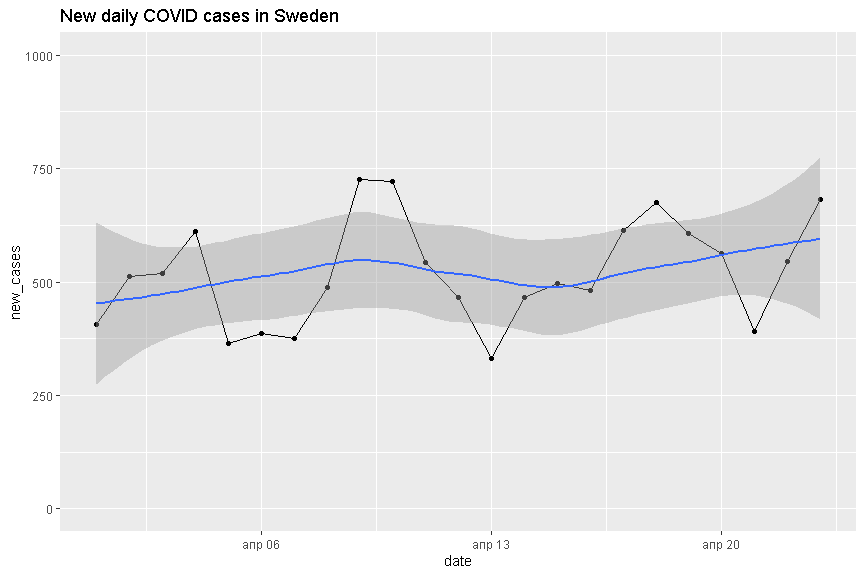 New daily COVID cases in Sweden
1000
750
500
250
0
new_cases
апр 06
апр 13
апр 20
date